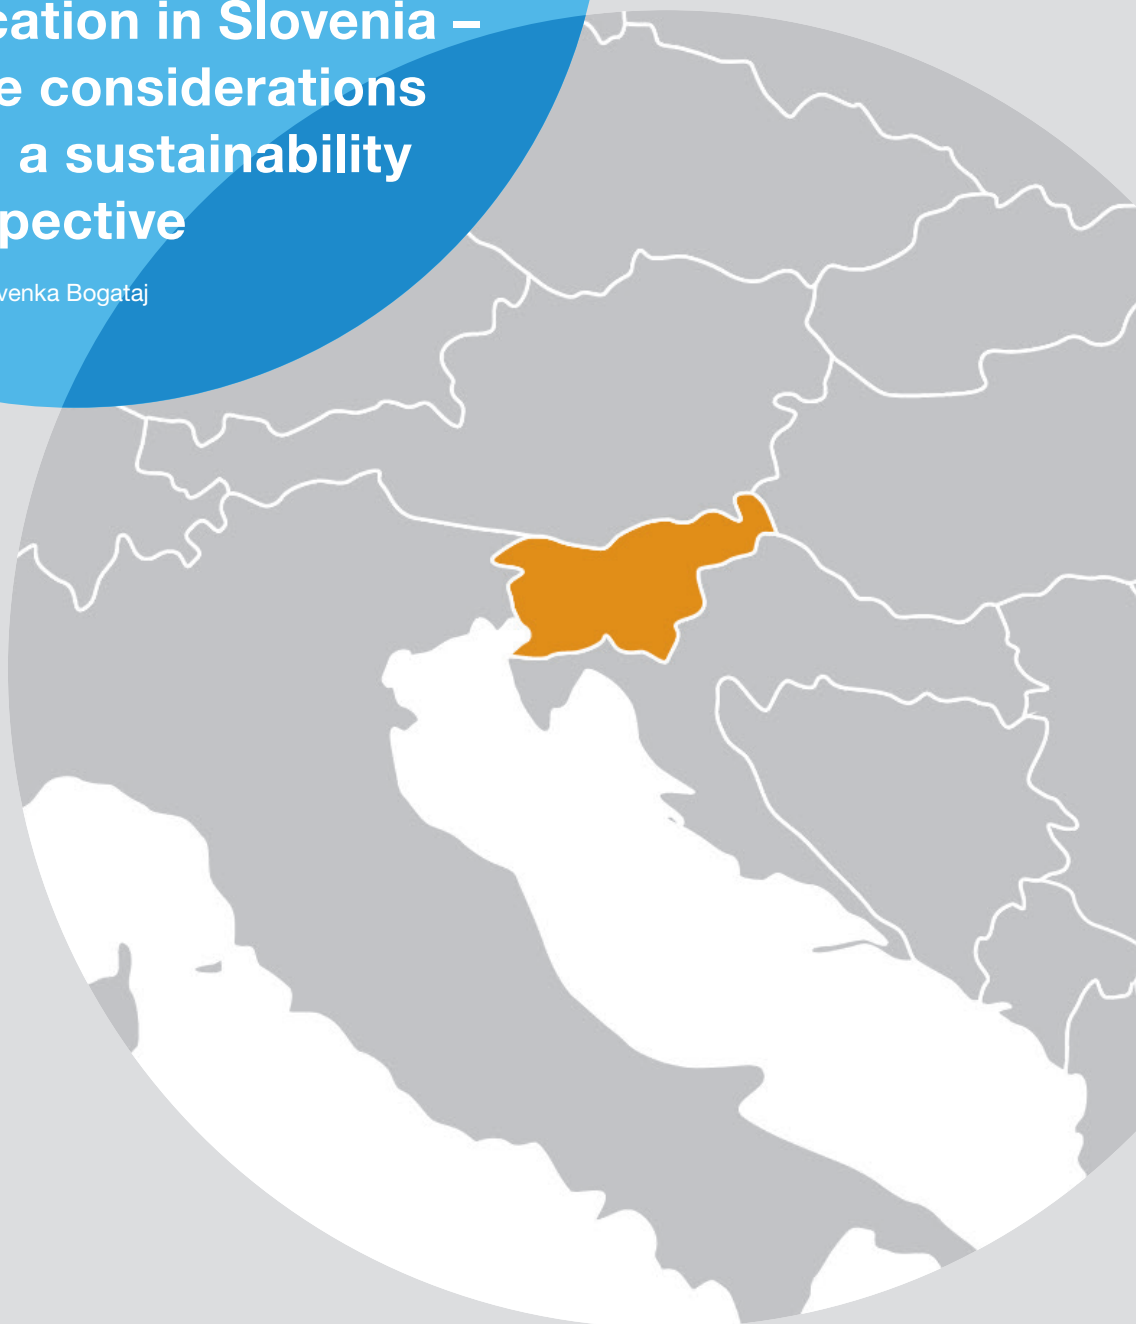 cation in Slovenia –
e considerations
a sustainability
pective
venka Bogataj